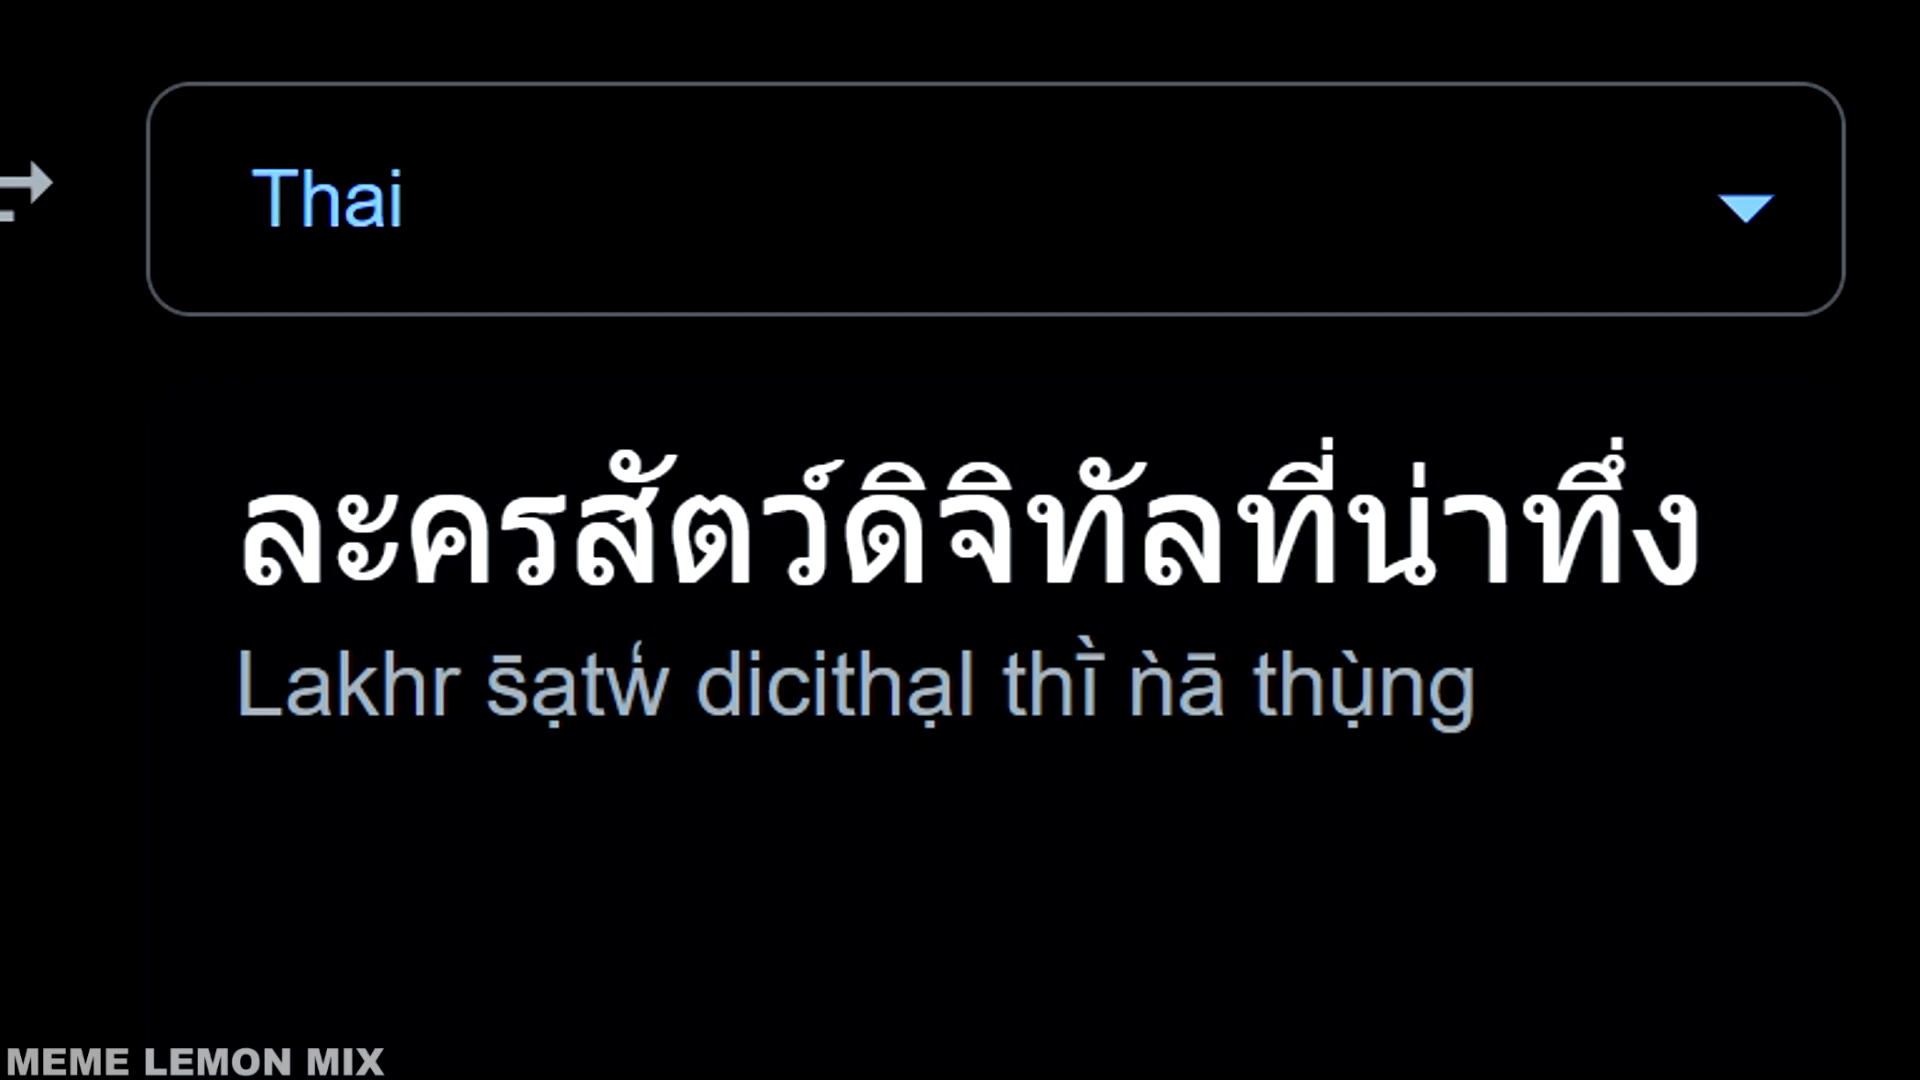 Thai
ละครสัตว์ดิจิทัลที่น่าทึ่ง
Lakhr s̄ạtw̒ dicithạl thī̀ ǹā thụ̀ng
MEME LEMON MIX